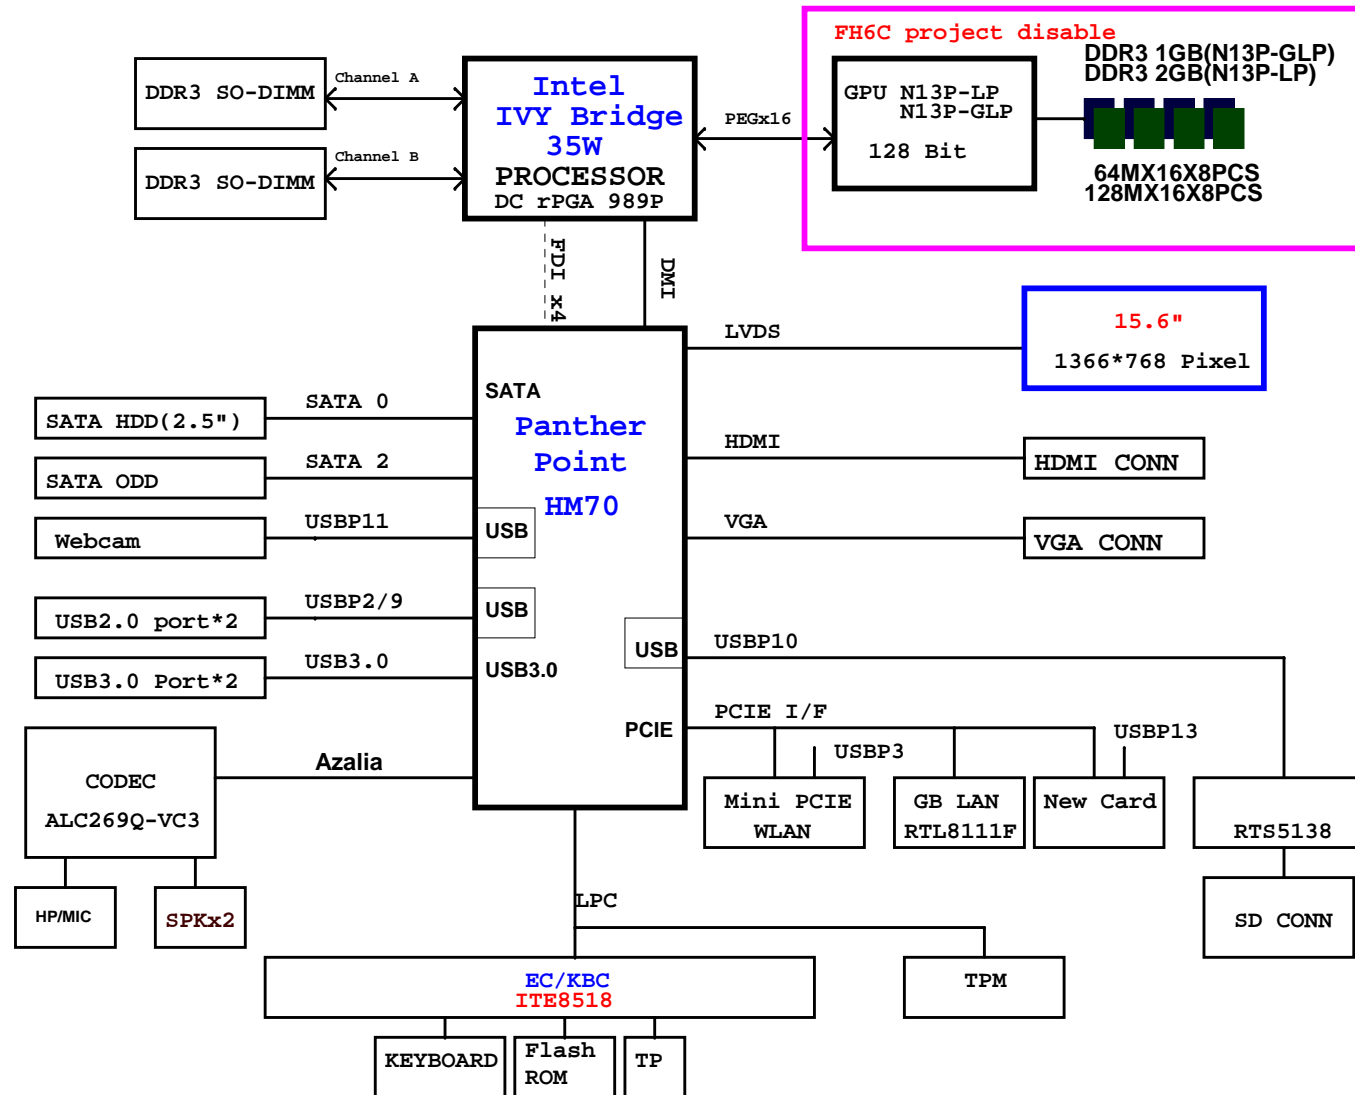 FH6C project disable
DDR3 1GB(N13P-GLP)
DDR3 2GB(N13P-LP)
DDR3 SO-DIMM
Channel A
Intel
IVY Bridge
35W
PROCESSOR
DC rPGA 989P
PEGx16
GPU N13P-LP
N13P-GLP
128 Bit
64MX16X8PCS
128MX16X8PCS
DDR3 SO-DIMM
Channel B
FDI x4
DMI
LVDS
15.6"
1366*768 Pixel
SATA HDD(2.5")
SATA 0
SATA
Panther
Point
HM70
HDMI
HDMI CONN
SATA ODD
SATA 2
Webcam
USBP11
USB
VGA
VGA CONN
USB2.0 port*2
USBP2/9
USB
USB3.0 Port*2
USB3.0
USB3.0
USB
USBP10
PCIE
PCIE I/F
USBP3
USBP13
CODEC
ALC269Q-VC3
Azalia
Mini PCIE
WLAN
GB LAN
RTL8111F
New Card
RTS5138
HP/MIC
SPKx2
LPC
SD CONN
EC/KBC
ITE8518
TPM
KEYBOARD
Flash
ROM
TP